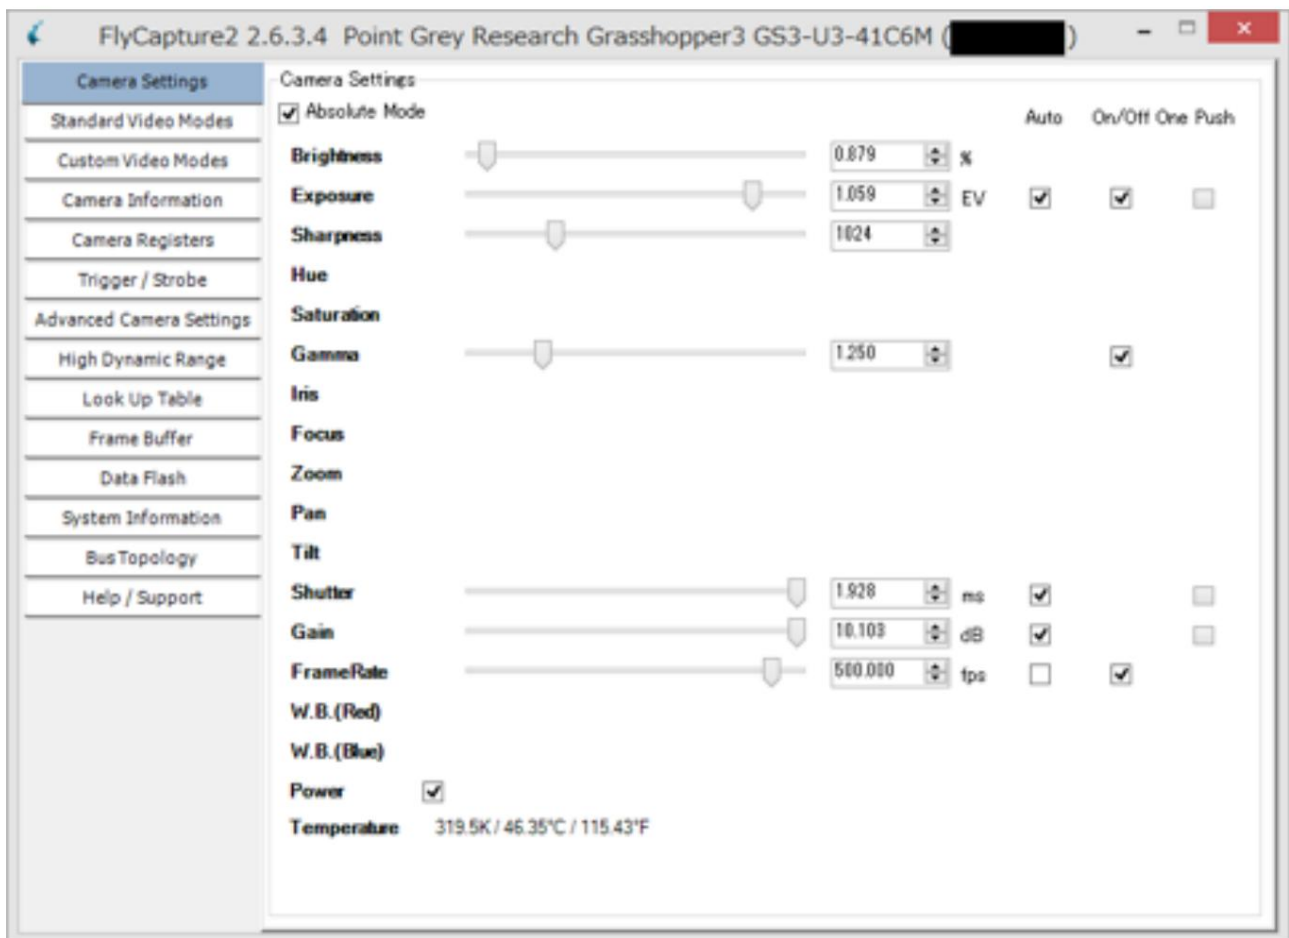 FlyCapture2 2.6.3.4 Point Grey Research Grasshopper3 GS3-U3-41C6M ( )
Camera Settings
Standard Video Modes
Custom Video Modes
Camera Information
Camera Registers
Trigger / Strobe
Advanced Camera Settings
High Dynamic Range
Look Up Table
Frame Buffer
Data Flash
System Information
Bus Topology
Help / Support
Camera Settings
Absolute Mode
Auto On/Off One Push
Brightness 0.879 %
Exposure 1.059 EV
Sharpness 1024
Hue
Saturation
Gamma 1.250
Iris
Focus
Zoom
Pan
Tilt
Shutter 1.928 ms
Gain 10.103 dB
FrameRate 500.000 fps
W.B.(Red)
W.B.(Blue)
Power
Temperature 319.5K / 46.35°C / 115.43°F